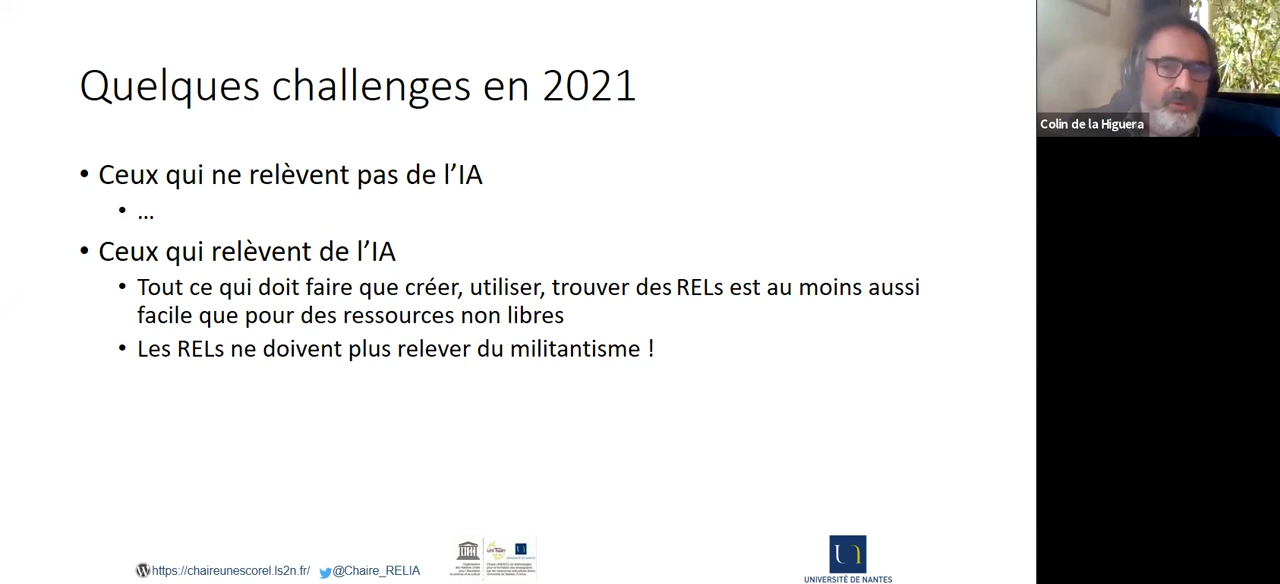 Quelques challenges en 2021
Colin de la Higuera
• Ceux qui ne relèvent pas de l’IA
• …
• Ceux qui relèvent de l’IA
• Tout ce qui doit faire que créer, utiliser, trouver des RELs est au moins aussi
facile que pour des ressources non libres
• Les RELs ne doivent plus relever du militantisme !
https://chaireunescorel.ls2n.fr/ @Chaire_RELIA
UNIVERSITÉ DE NANTES